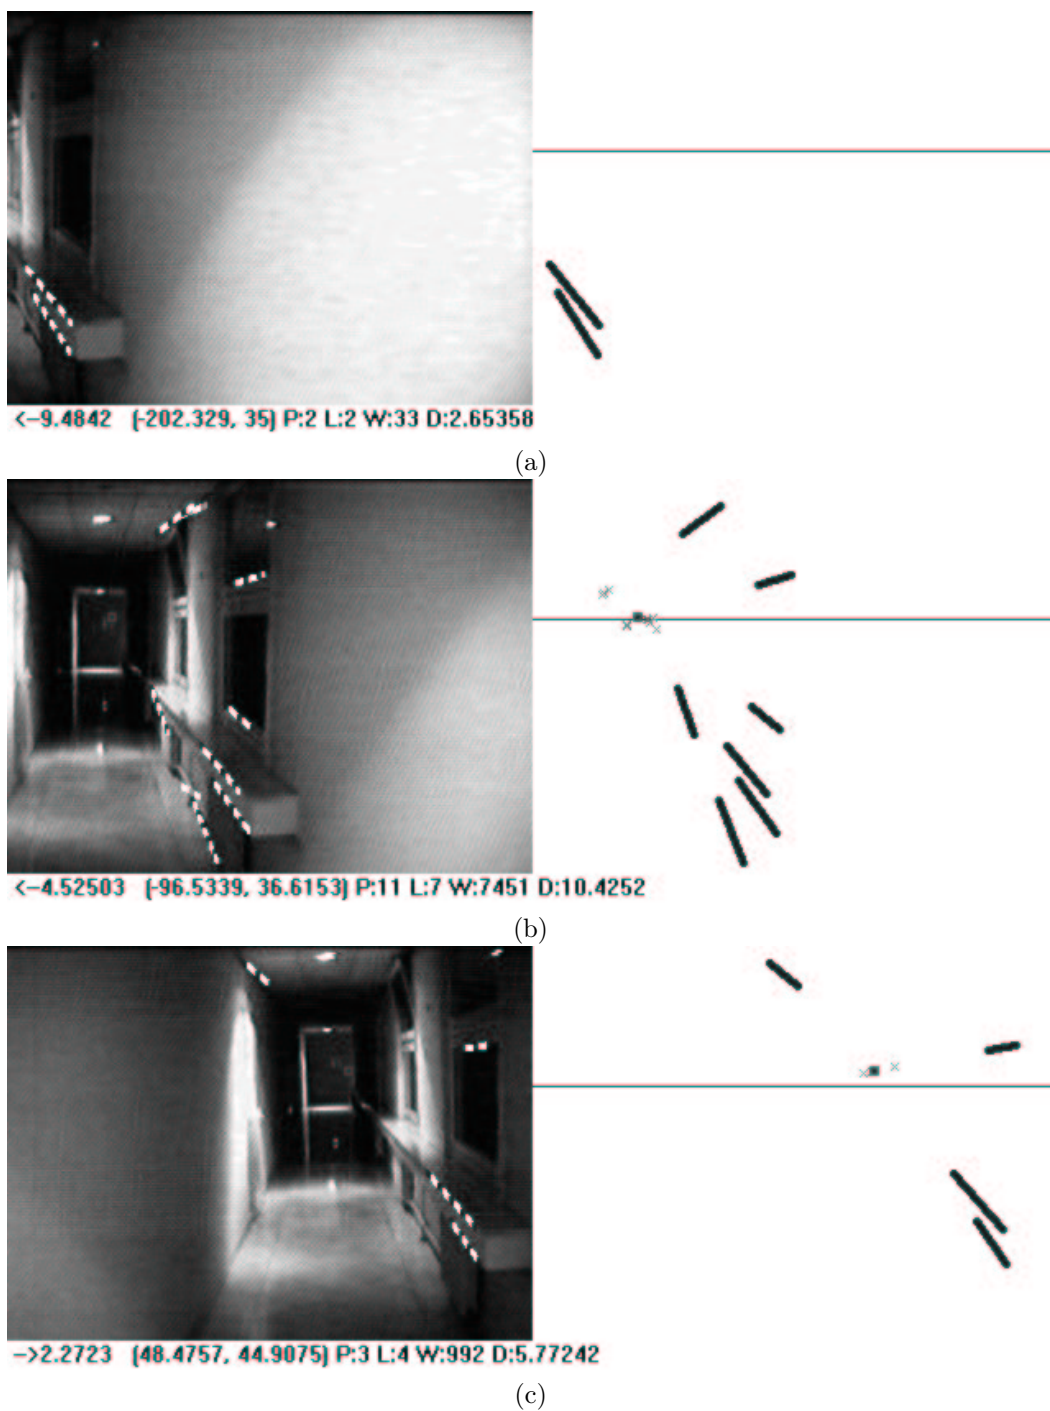 <-9.4842 (-202.329, 35) P:2 L:2 W:33 D:2.65358
(a)
<-4.52503 (-96.5339, 36.6153) P:11 L:7 W:7451 D:10.4252
(b)
->2.2723 (48.4757, 44.9075) P:3 L:4 W:992 D:5.77242
(c)